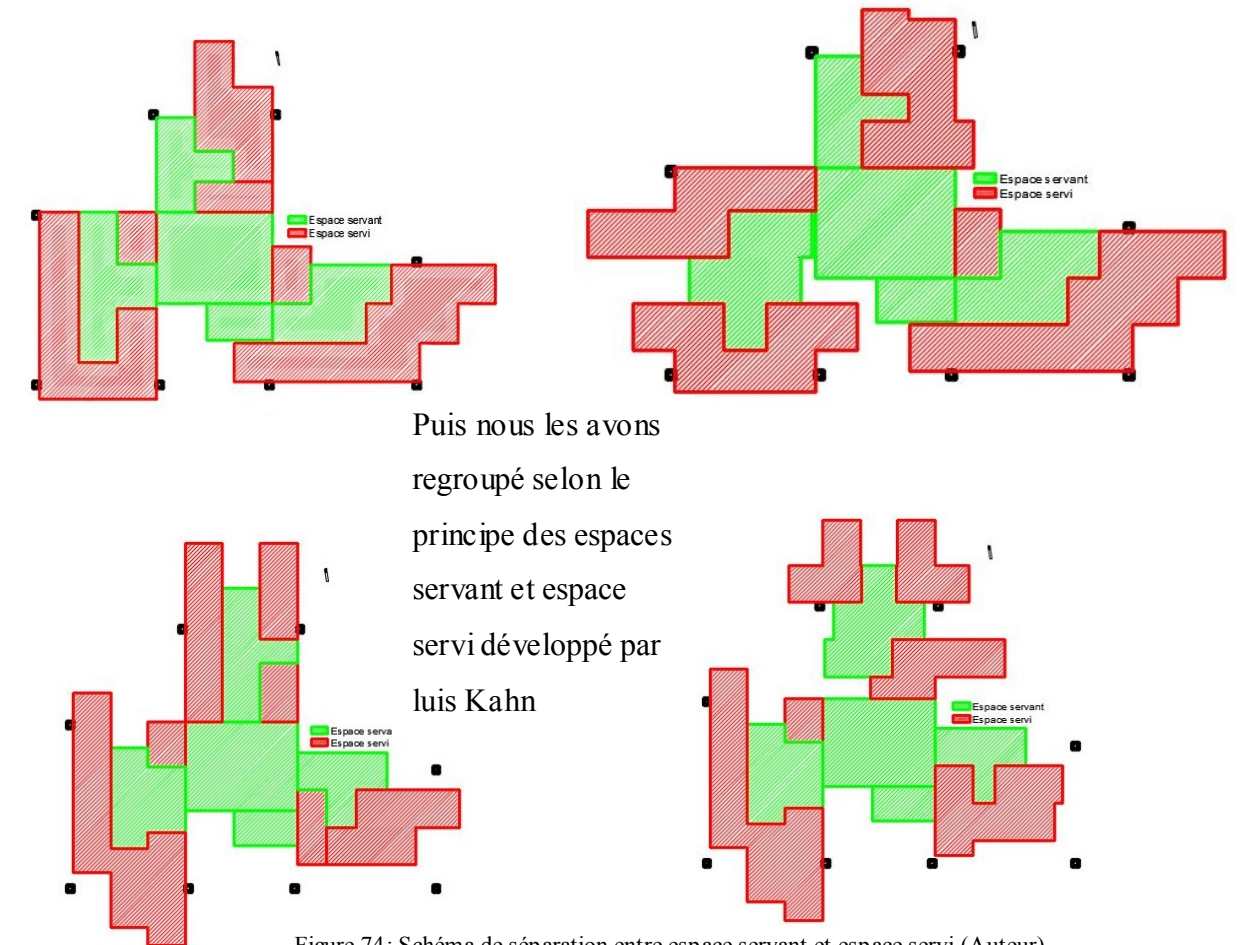 Espace servant
Espace servi
Espace servant
Espace servi
Puis nous les avons
regroupé selon le
principe des espaces
servant et espace
servi développé par
luis Kahn
Espace serva
Espace servi
Espace servant
Espace servi
Figure 74: Schéma de séparation entre espace servant et espace servi (Auteur)